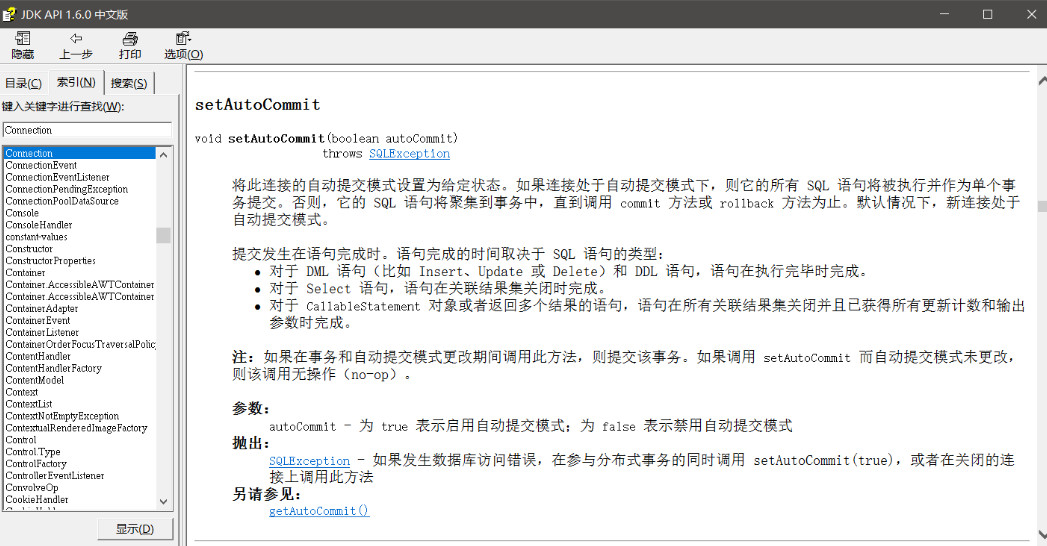 JDK API 1.6.0 中文版
隐藏 上一步 打印 选项(O)
目录(C) 索引(N) 搜索(S)
键入关键字进行查找(W):
Connection
Connection
ConnectionEvent
ConnectionEventListener
ConnectionPendingException
ConnectionPoolDataSource
Console
ConsoleHandler
constant-values
Constructor
ConstructorProperties
Container
Container.AccessibleAWTContainer
Container.AccessibleAWTContainer
ContainerAdapter
ContainerEvent
ContainerListener
ContainerOrderFocusTraversalPolic
ContentHandler
ContentHandlerFactory
ContentModel
Context
ContextList
ContextNotEmptyException
ContextualRenderedImageFactory
Control
Control.Type
ControlFactory
ControllerEventListener
ConvolveOp
CookieHandler
显示(D)
setAutoCommit
void setAutoCommit(boolean autoCommit)
throws SQLException
将此连接的自动提交模式设置为给定状态。如果连接处于自动提交模式下，则它的所有 SQL 语句将被执行并作为单个事
务提交。否则，它的 SQL 语句将聚集到事务中，直到调用 commit 方法或 rollback 方法为止。默认情况下，新连接处于
自动提交模式。
提交发生在语句完成时。语句完成的时间取决于 SQL 语句的类型：
● 对于 DML 语句（比如 Insert、Update 或 Delete）和 DDL 语句，语句在执行完毕时完成。
● 对于 Select 语句，语句在关联结果集关闭时完成。
● 对于 CallableStatement 对象或者返回多个结果的语句，语句在所有关联结果集关闭并且已获得所有更新计数和输出
参数时完成。
注：如果在事务和自动提交模式更改期间调用此方法，则提交该事务。如果调用 setAutoCommit 而自动提交模式未更改，
则该调用无操作（no-op）。
参数：
autoCommit - 为 true 表示启用自动提交模式；为 false 表示禁用自动提交模式
抛出：
SQLException - 如果发生数据库访问错误，在参与分布式事务的同时调用 setAutoCommit(true)，或者在关闭的连
接上调用此方法
另请参见：
getAutoCommit()